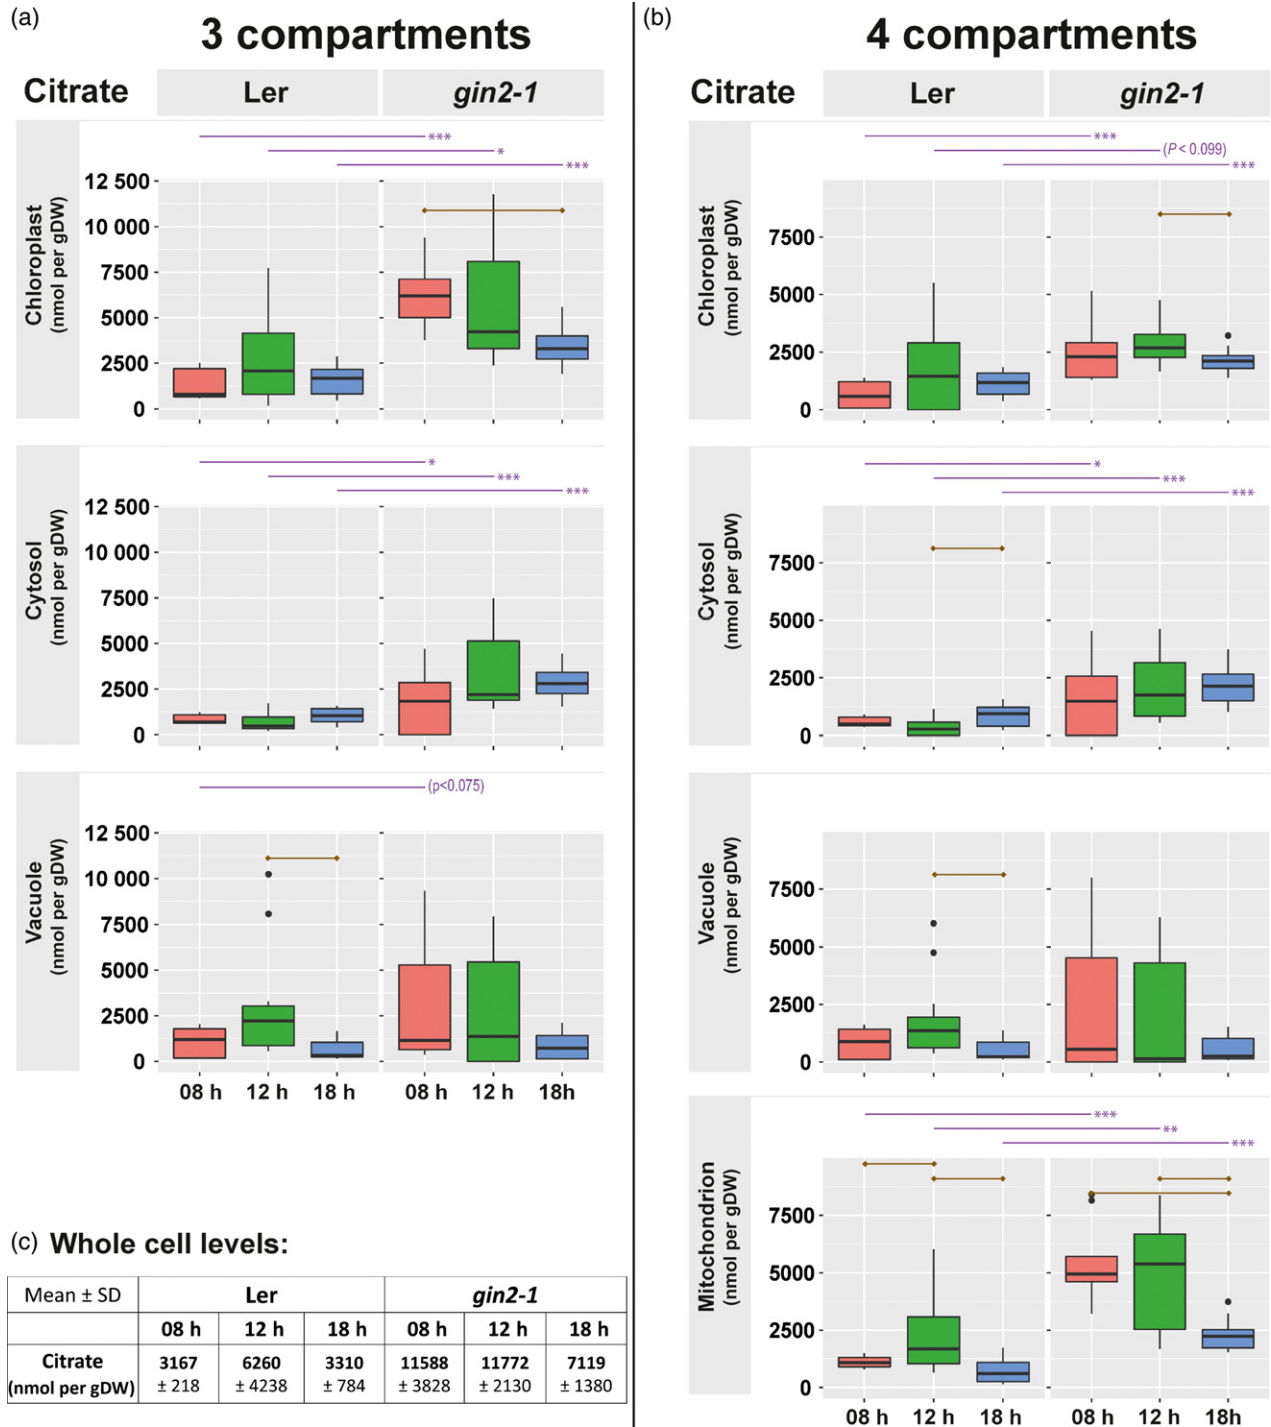 (a)
3 compartments
Citrate
Ler
gin2-1
***
*
***
Chloroplast
(nmol per gDW)
12 500
10 000
7500
5000
2500
0
*
***
***
Cytosol
(nmol per gDW)
12 500
10 000
7500
5000
2500
0
(p<0.075)
Vacuole
(nmol per gDW)
12 500
10 000
7500
5000
2500
0
08 h 12 h 18 h 08 h 12 h 18h
(c) Whole cell levels:
Mean ± SD Ler gin2-1
08 h 12 h 18 h 08 h 12 h 18 h
Citrate 3167 6260 3310 11588 11772 7119
(nmol per gDW) ± 218 ± 4238 ± 784 ± 3828 ± 2130 ± 1380
(b)
4 compartments
Citrate
Ler
gin2-1
***
(P < 0.099)
***
Chloroplast
(nmol per gDW)
7500
5000
2500
0
*
***
***
Cytosol
(nmol per gDW)
7500
5000
2500
0
Vacuole
(nmol per gDW)
7500
5000
2500
0
***
**
***
Mitochondrion
(nmol per gDW)
7500
5000
2500
0
08 h 12 h 18 h 08 h 12 h 18h